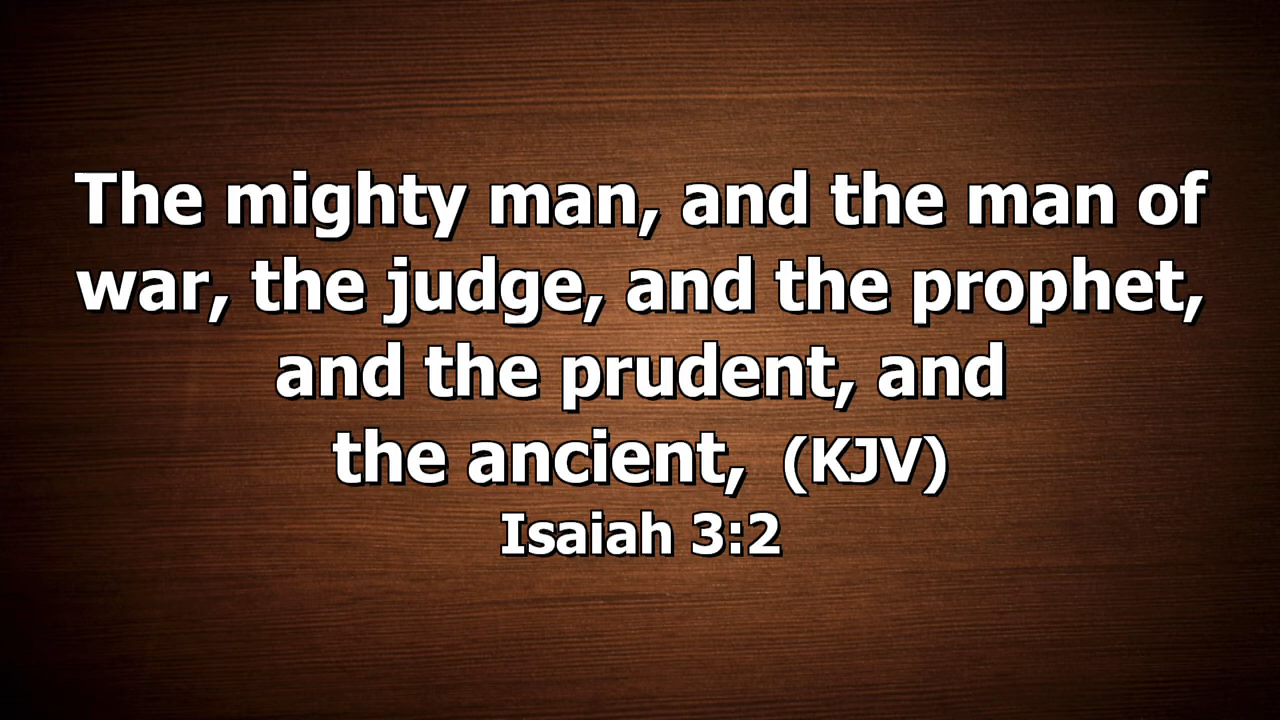 The mighty man, and the man of
war, the judge, and the prophet,
and the prudent, and
the ancient, (KJV)
Isaiah 3:2